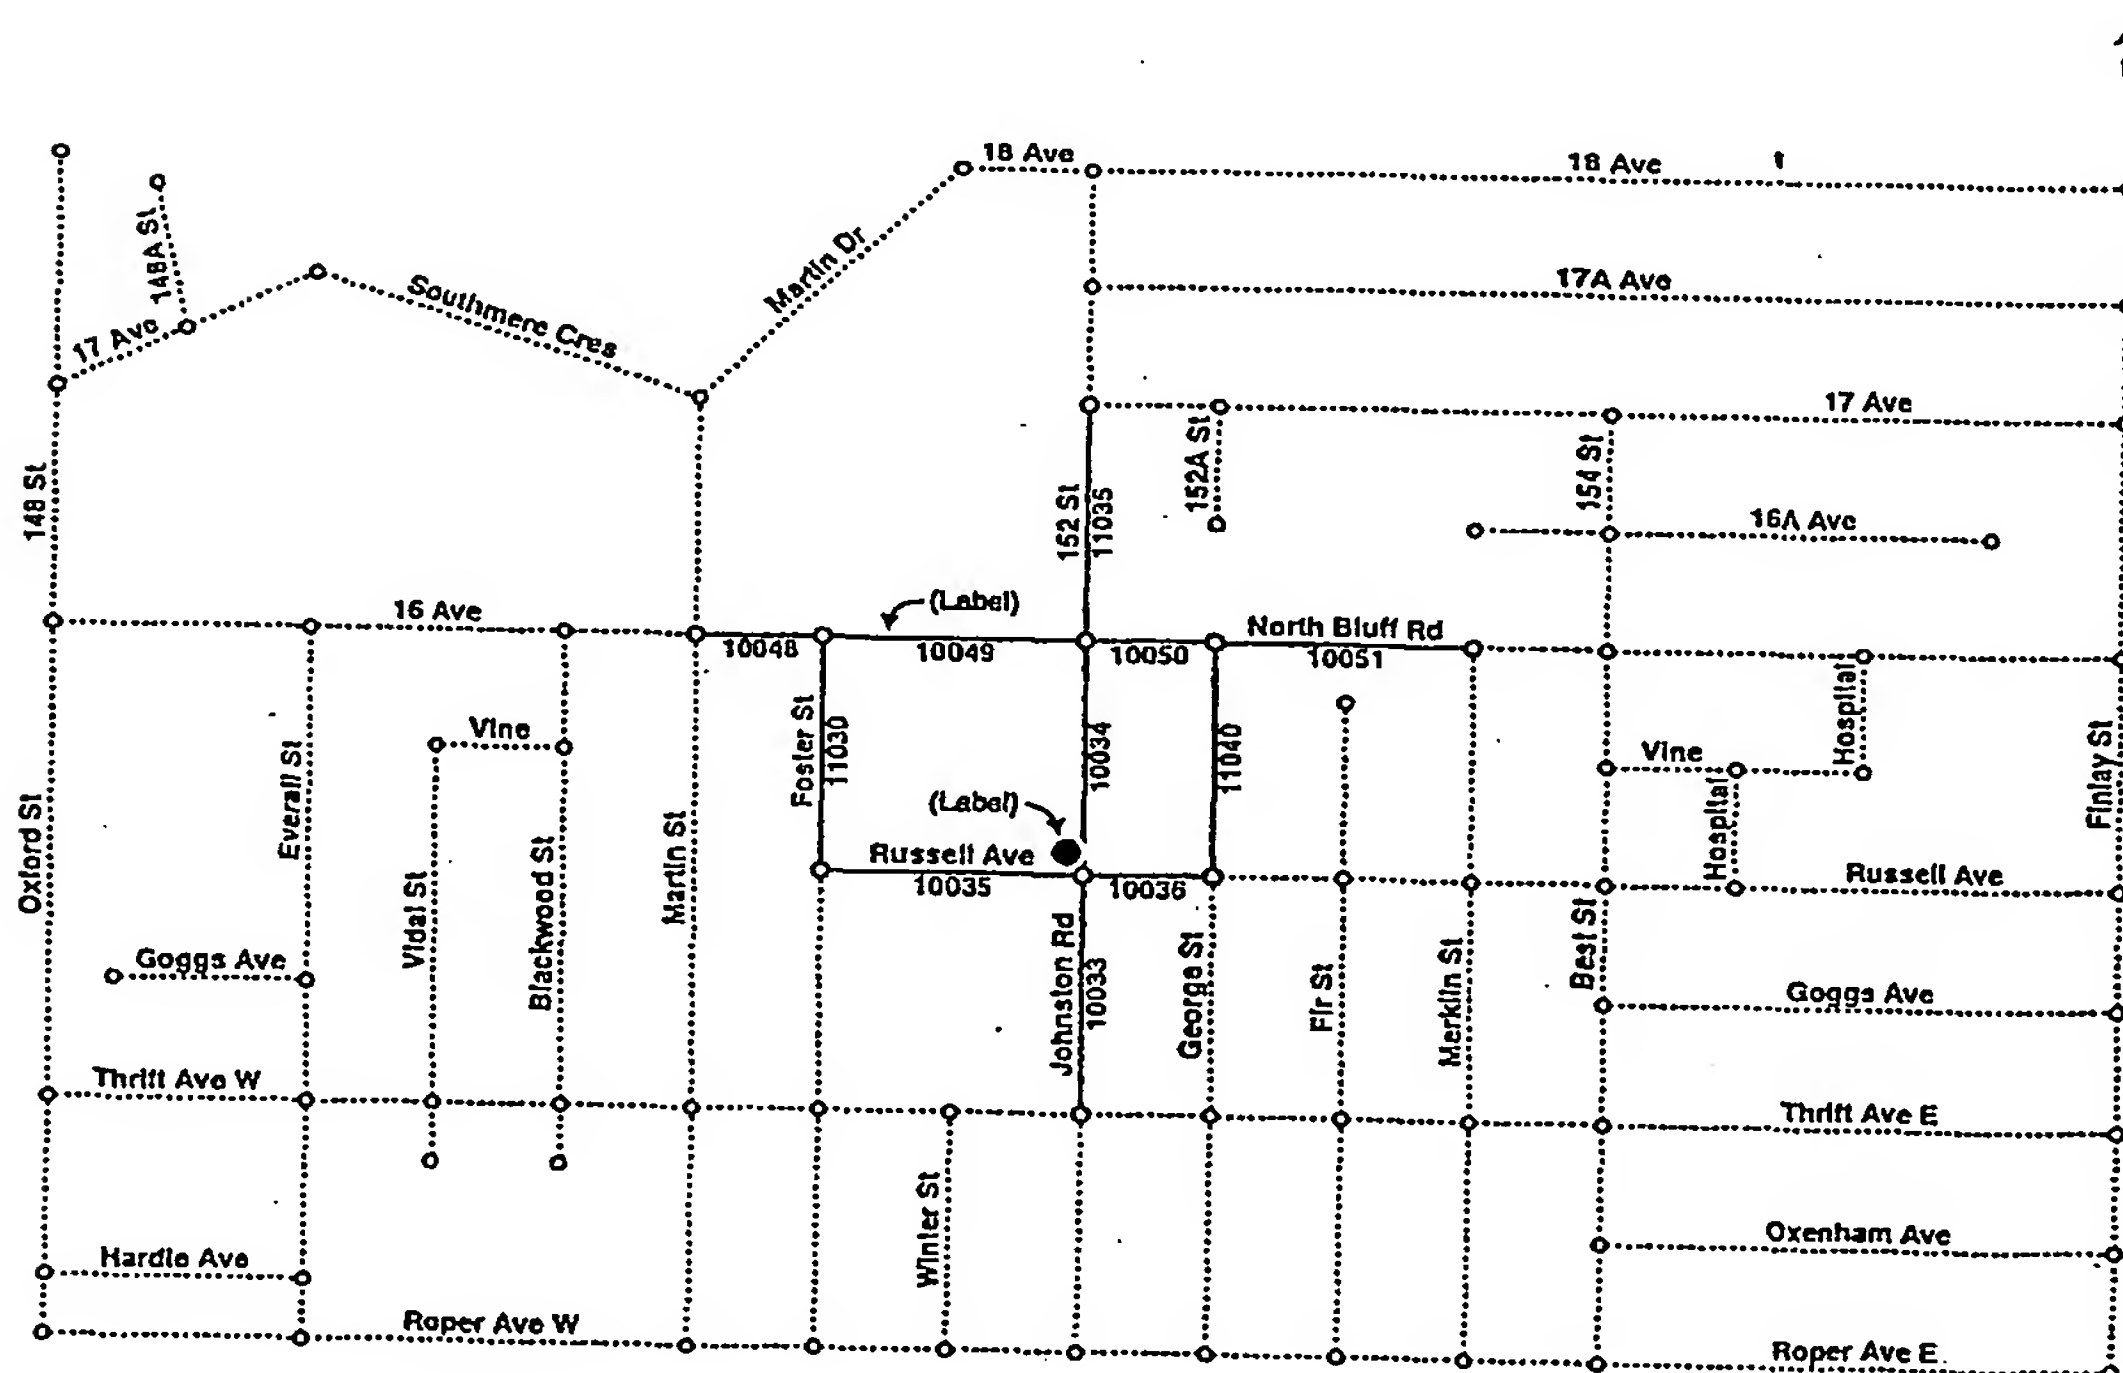 18 Ave
18 Ave
148A St
Martin Dr
17A Ave
Southmere Cres
17 Ave
17 Ave
148 St
152 St
11035
152A St
154 St
16A Ave
16 Ave
(Label)
North Bluff Rd
10048
10049
10050
10051
Foster St
11030
10034
11040
Hospital
Vine
Vine
Everall St
Oxford St
Finlay St
(Label)
Hospital
Russell Ave
Russell Ave
10035
10036
Vidal St
Blackwood St
Martin St
Johnston Rd
10033
George St
Fir St
Merklin St
Best St
Goggs Ave
Goggs Ave
Thrift Ave W
Thrift Ave E
Winter St
Oxenham Ave
Hardie Ave
Roper Ave W
Roper Ave E